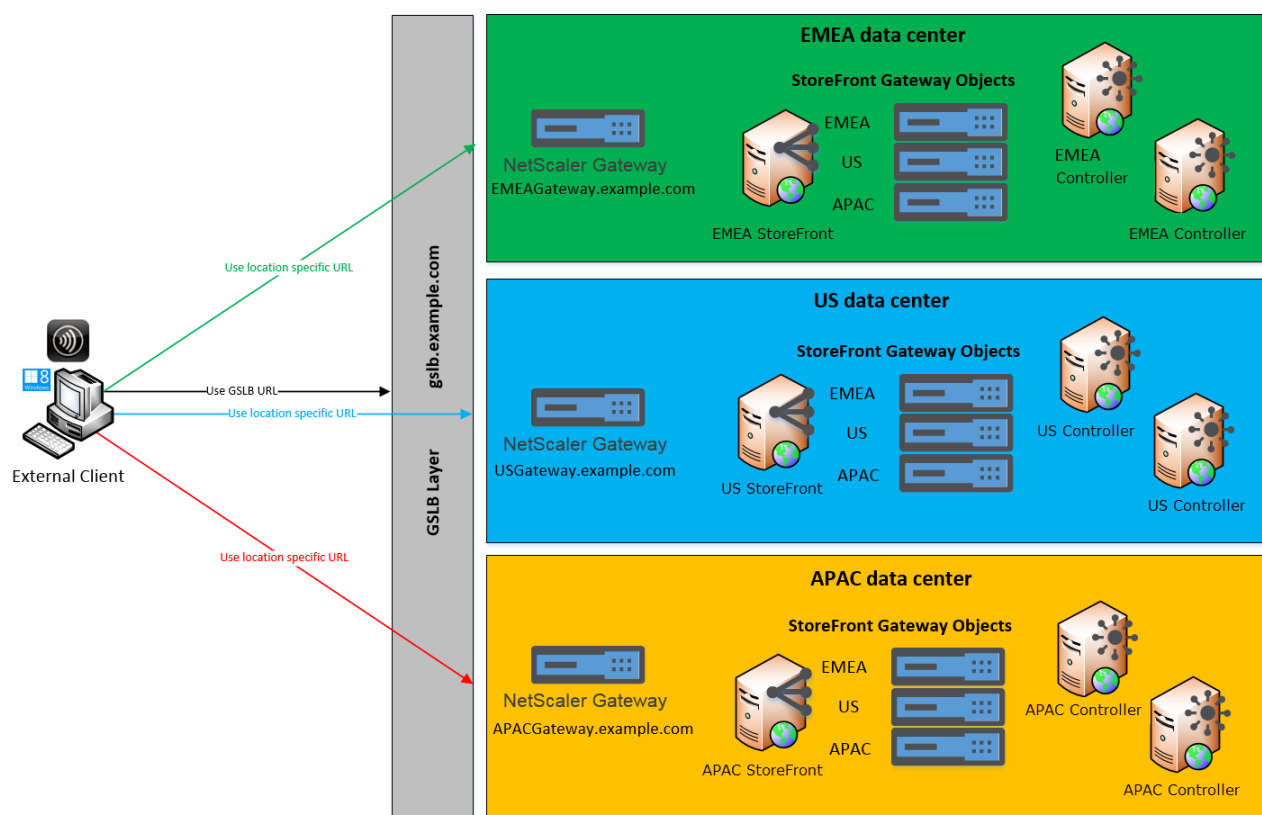 EMEA data center
StoreFront Gateway Objects
EMEA
US
APAC
NetScaler Gateway
EMEAGateway.example.com
EMEA StoreFront
EMEA
Controller
EMEA Controller
Use location specific URL
gslb.example.com
GSLB Layer
8
Windows
Use GSLB URL
Use location specific URL
External Client
Use location specific URL
US data center
StoreFront Gateway Objects
EMEA
US
APAC
NetScaler Gateway
USGateway.example.com
US StoreFront
US Controller
US Controller
APAC data center
StoreFront Gateway Objects
EMEA
US
APAC
NetScaler Gateway
APACGateway.example.com
APAC StoreFront
APAC Controller
APAC Controller